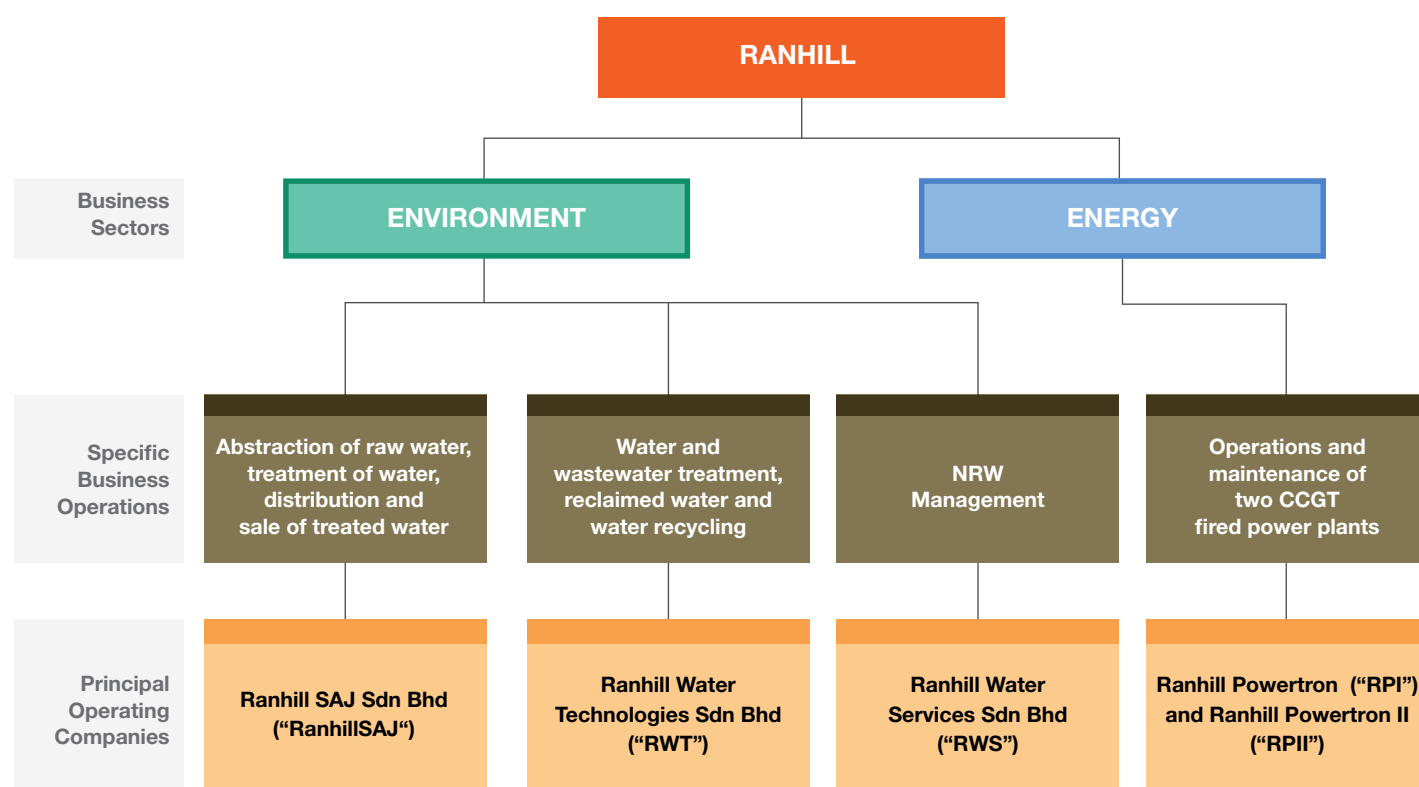 RANHILL
Business
Sectors
ENVIRONMENT
ENERGY
Specific
Business
Operations
Abstraction of raw water,
treatment of water,
distribution and
sale of treated water
Water and
wastewater treatment,
reclaimed water and
water recycling
NRW
Management
Operations and
maintenance of
two CCGT
fired power plants
Principal
Operating
Companies
Ranhill SAJ Sdn Bhd
(“RanhillSAJ“)
Ranhill Water
Technologies Sdn Bhd
(“RWT”)
Ranhill Water
Services Sdn Bhd
(“RWS”)
Ranhill Powertron (“RPI”)
and Ranhill Powertron II
(“RPII”)